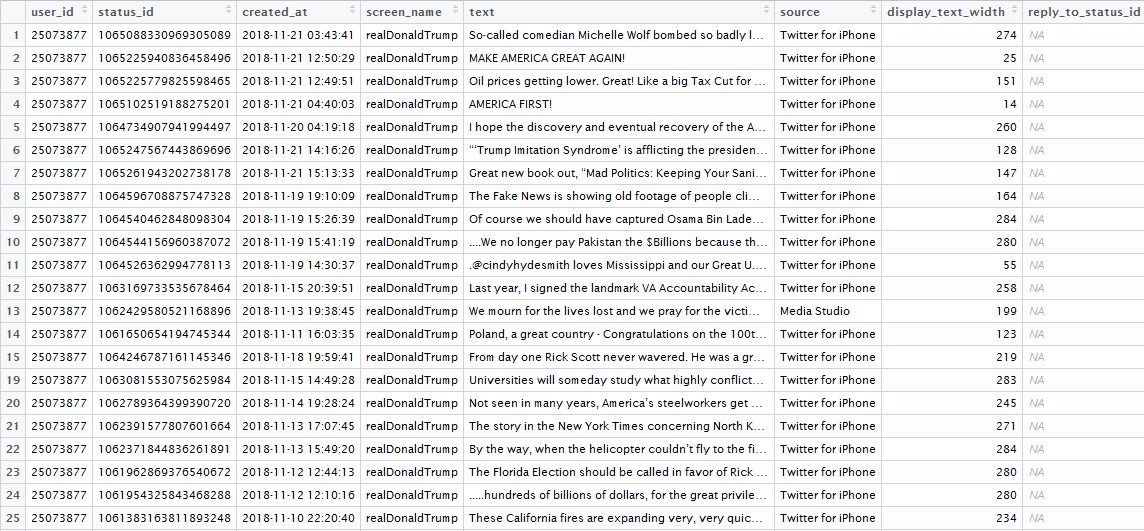 user_id status_id created_at screen_name text source display_text_width reply_to_status_id
1 25073877 1065088330969305089 2018-11-21 03:43:41 realDonaldTrump So-called comedian Michelle Wolf bombed so badly l... Twitter for iPhone 274 NA
2 25073877 1065225940836458496 2018-11-21 12:50:29 realDonaldTrump MAKE AMERICA GREAT AGAIN! Twitter for iPhone 25 NA
3 25073877 1065225779825598465 2018-11-21 12:49:51 realDonaldTrump Oil prices getting lower. Great! Like a big Tax Cut for ... Twitter for iPhone 151 NA
4 25073877 1065102519188275201 2018-11-21 04:40:03 realDonaldTrump AMERICA FIRST! Twitter for iPhone 14 NA
5 25073877 1064734907941994497 2018-11-20 04:19:18 realDonaldTrump I hope the discovery and eventual recovery of the A... Twitter for iPhone 260 NA
6 25073877 1065247567443869696 2018-11-21 14:16:26 realDonaldTrump “‘Trump Imitation Syndrome’ is afflicting the presiden... Twitter for iPhone 128 NA
7 25073877 1065261943202738178 2018-11-21 15:13:33 realDonaldTrump Great new book out, “Mad Politics: Keeping Your Sani... Twitter for iPhone 147 NA
8 25073877 1064596708875747328 2018-11-19 19:10:09 realDonaldTrump The Fake News is showing old footage of people cli... Twitter for iPhone 164 NA
9 25073877 1064540462848098304 2018-11-19 15:26:39 realDonaldTrump Of course we should have captured Osama Bin Lade... Twitter for iPhone 284 NA
10 25073877 1064544156960387072 2018-11-19 15:41:19 realDonaldTrump ....We no longer pay Pakistan the $Billions because th... Twitter for iPhone 280 NA
11 25073877 1064526362994778113 2018-11-19 14:30:37 realDonaldTrump .@cindyhydesmith loves Mississippi and our Great U.... Twitter for iPhone 55 NA
12 25073877 1063169733535678464 2018-11-15 20:39:51 realDonaldTrump Last year, I signed the landmark VA Accountability Ac... Twitter for iPhone 258 NA
13 25073877 1062429580521168896 2018-11-13 19:38:45 realDonaldTrump We mourn for the lives lost and we pray for the victi... Media Studio 199 NA
14 25073877 1061650654194745344 2018-11-11 16:03:35 realDonaldTrump Poland, a great country - Congratulations on the 100t... Twitter for iPhone 123 NA
15 25073877 1064246787161145346 2018-11-18 19:59:41 realDonaldTrump From day one Rick Scott never wavered. He was a gr... Twitter for iPhone 219 NA
19 25073877 1063081553075625984 2018-11-15 14:49:28 realDonaldTrump Universities will someday study what highly conflict... Twitter for iPhone 283 NA
20 25073877 1062789364399390720 2018-11-14 19:28:24 realDonaldTrump Not seen in many years, America’s steelworkers get ... Twitter for iPhone 245 NA
21 25073877 1062391577807601664 2018-11-13 17:07:45 realDonaldTrump The story in the New York Times concerning North K... Twitter for iPhone 271 NA
22 25073877 1062371844836261891 2018-11-13 15:49:20 realDonaldTrump By the way, when the helicopter couldn’t fly to the fi... Twitter for iPhone 284 NA
23 25073877 1061962869376540672 2018-11-12 12:44:13 realDonaldTrump The Florida Election should be called in favor of Rick ... Twitter for iPhone 280 NA
24 25073877 1061954325843468288 2018-11-12 12:10:16 realDonaldTrump .....hundreds of billions of dollars, for the great privile... Twitter for iPhone 280 NA
25 25073877 1061383163811893248 2018-11-10 22:20:40 realDonaldTrump These California fires are expanding very, very quic... Twitter for iPhone 234 NA